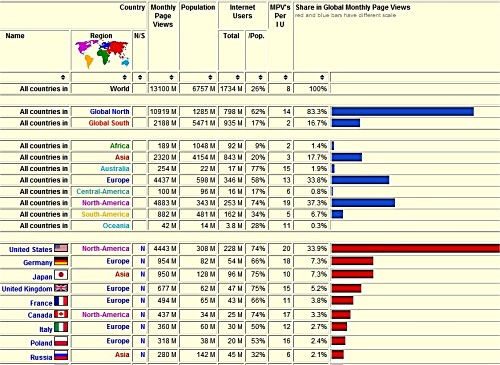 Country Monthly Page Views Population Internet Users MPV's Per I U Share in Global Monthly Page Views
red and blue bars have different scale
Name Region N/S Total /Pop.
All countries in World 13100 M 6757 M 1734 M 26% 8 100%
All countries in Global North 10919 M 1285 M 798 M 62% 14 83.3%
All countries in Global South 2188 M 5471 M 935 M 17% 2 16.7%
All countries in Africa 189 M 1048 M 92 M 9% 2 1.4%
All countries in Asia 2320 M 4154 M 843 M 20% 3 17.7%
All countries in Australia 254 M 22 M 17 M 77% 15 1.9%
All countries in Europe 4437 M 598 M 346 M 58% 13 33.8%
All countries in Central-America 100 M 96 M 16 M 17% 6 0.8%
All countries in North-America 4883 M 343 M 253 M 74% 19 37.3%
All countries in South-America 882 M 481 M 162 M 34% 5 6.7%
All countries in Oceania 42 M 14 M 3.8 M 28% 11 0.3%
United States North-America N 4443 M 308 M 228 M 74% 20 33.9%
Germany Europe N 954 M 82 M 54 M 66% 18 7.3%
Japan Asia N 950 M 128 M 96 M 75% 10 7.3%
United Kingdom Europe N 677 M 62 M 47 M 75% 15 5.2%
France Europe N 494 M 65 M 43 M 66% 11 3.8%
Canada North-America N 437 M 34 M 25 M 74% 17 3.3%
Italy Europe N 360 M 60 M 30 M 50% 12 2.7%
Poland Europe N 318 M 38 M 20 M 53% 16 2.4%
Russia Asia N 280 M 142 M 45 M 32% 6 2.1%